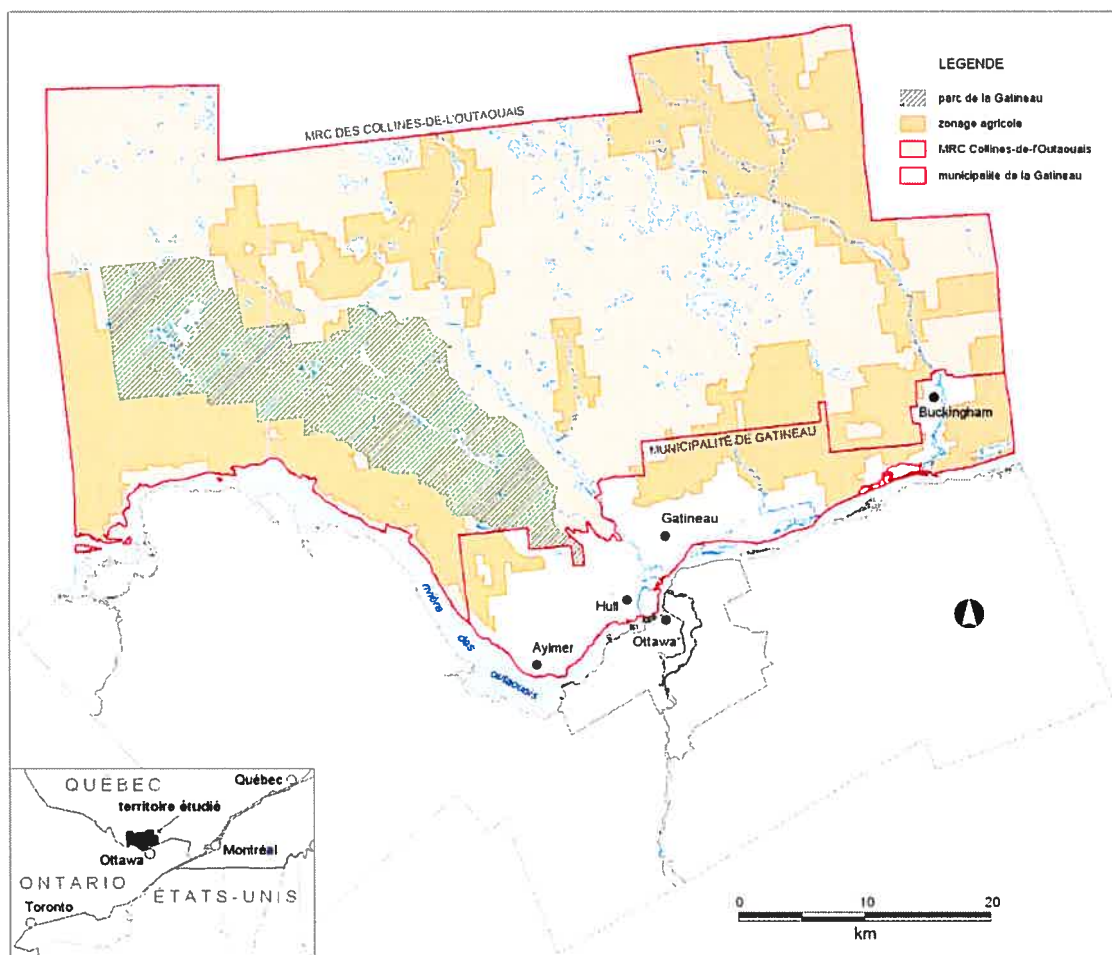 MRC DES COLLINES-DE-L'OUTAOUAIS
LEGENDE
parc de la Gatineau
zonage agricole
MRC Collines-de-l'Outaouais
municipalité de la Gatineau
MUNICIPALITÉ DE GATINEAU
Buckingham
Gatineau
Hull
Ottawa
Aylmer
rivière
des
outaouais
QUÉBEC
Québec
territoire étudié
Ottawa
Montréal
ONTARIO
ÉTATS-UNIS
Toronto
0 10 20
km